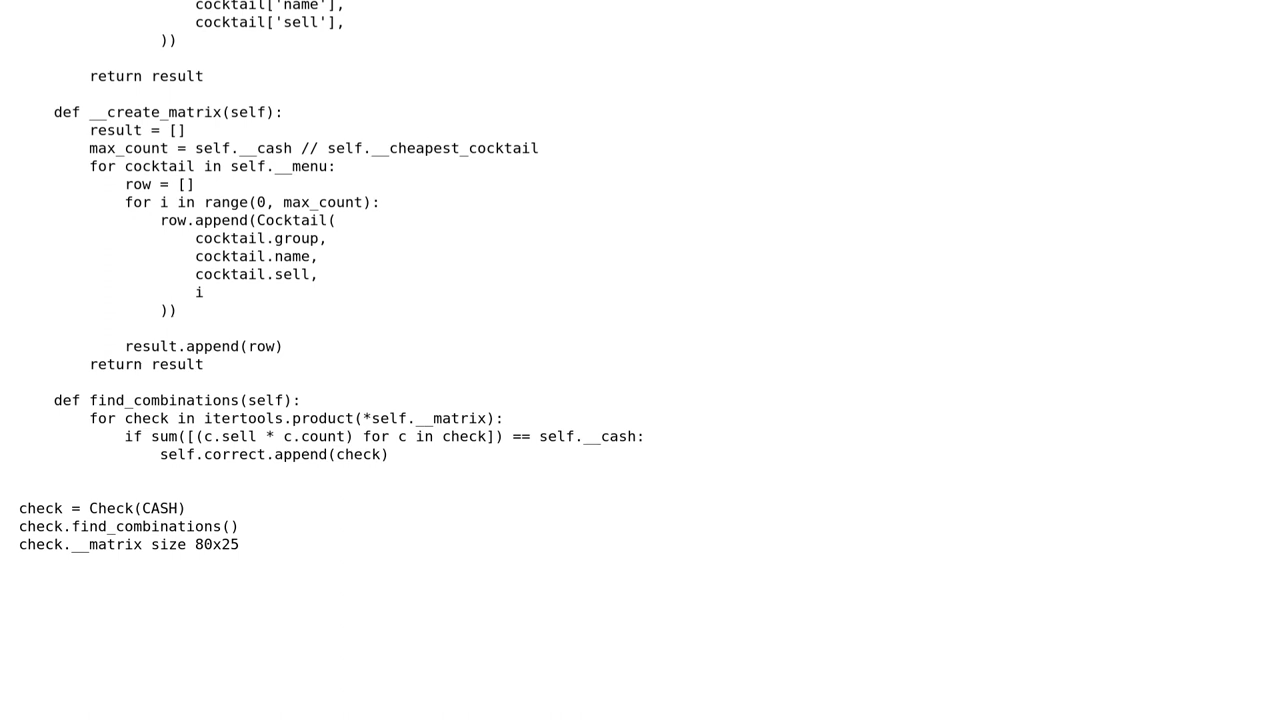 cocktail['name'],
                    cocktail['sell'],
                ))

        return result

    def __create_matrix(self):
        result = []
        max_count = self.__cash // self.__cheapest_cocktail
        for cocktail in self.__menu:
            row = []
            for i in range(0, max_count):
                row.append(Cocktail(
                    cocktail.group,
                    cocktail.name,
                    cocktail.sell,
                    i
                ))

            result.append(row)
        return result

    def find_combinations(self):
        for check in itertools.product(*self.__matrix):
            if sum([(c.sell * c.count) for c in check]) == self.__cash:
                self.correct.append(check)


check = Check(CASH)
check.find_combinations()
check.__matrix size 80x25